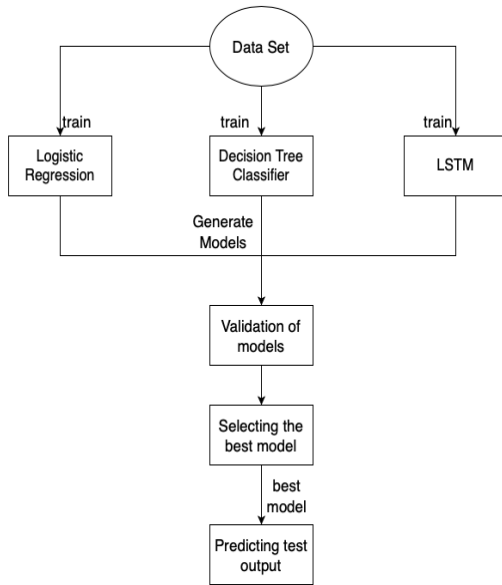 Data Set
train
train
train
Logistic
Regression
Decision Tree
Classifier
LSTM
Generate
Models
Validation of
models
Selecting the
best model
best
model
Predicting test
output